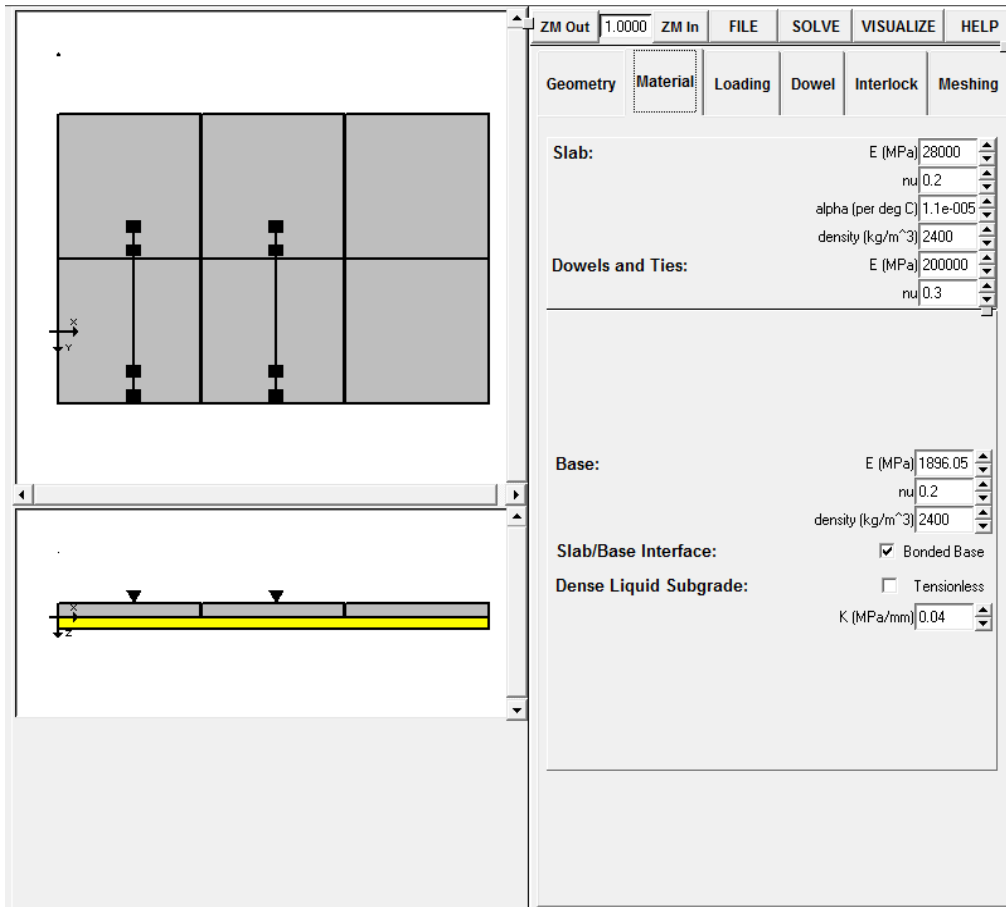 ZM Out 1.0000 ZM In FILE SOLVE VISUALIZE HELP
Geometry Material Loading Dowel Interlock Meshing
Slab: E (MPa) 28000
nu 0.2
alpha (per deg C) 1.1e-005
density (kg/m^3) 2400
Dowels and Ties: E (MPa) 200000
nu 0.3
Base: E (MPa) 1896.05
nu 0.2
density (kg/m^3) 2400
Slab/Base Interface: Bonded Base
Dense Liquid Subgrade: Tensionless
K (MPa/mm) 0.04
X
Y
X
Z